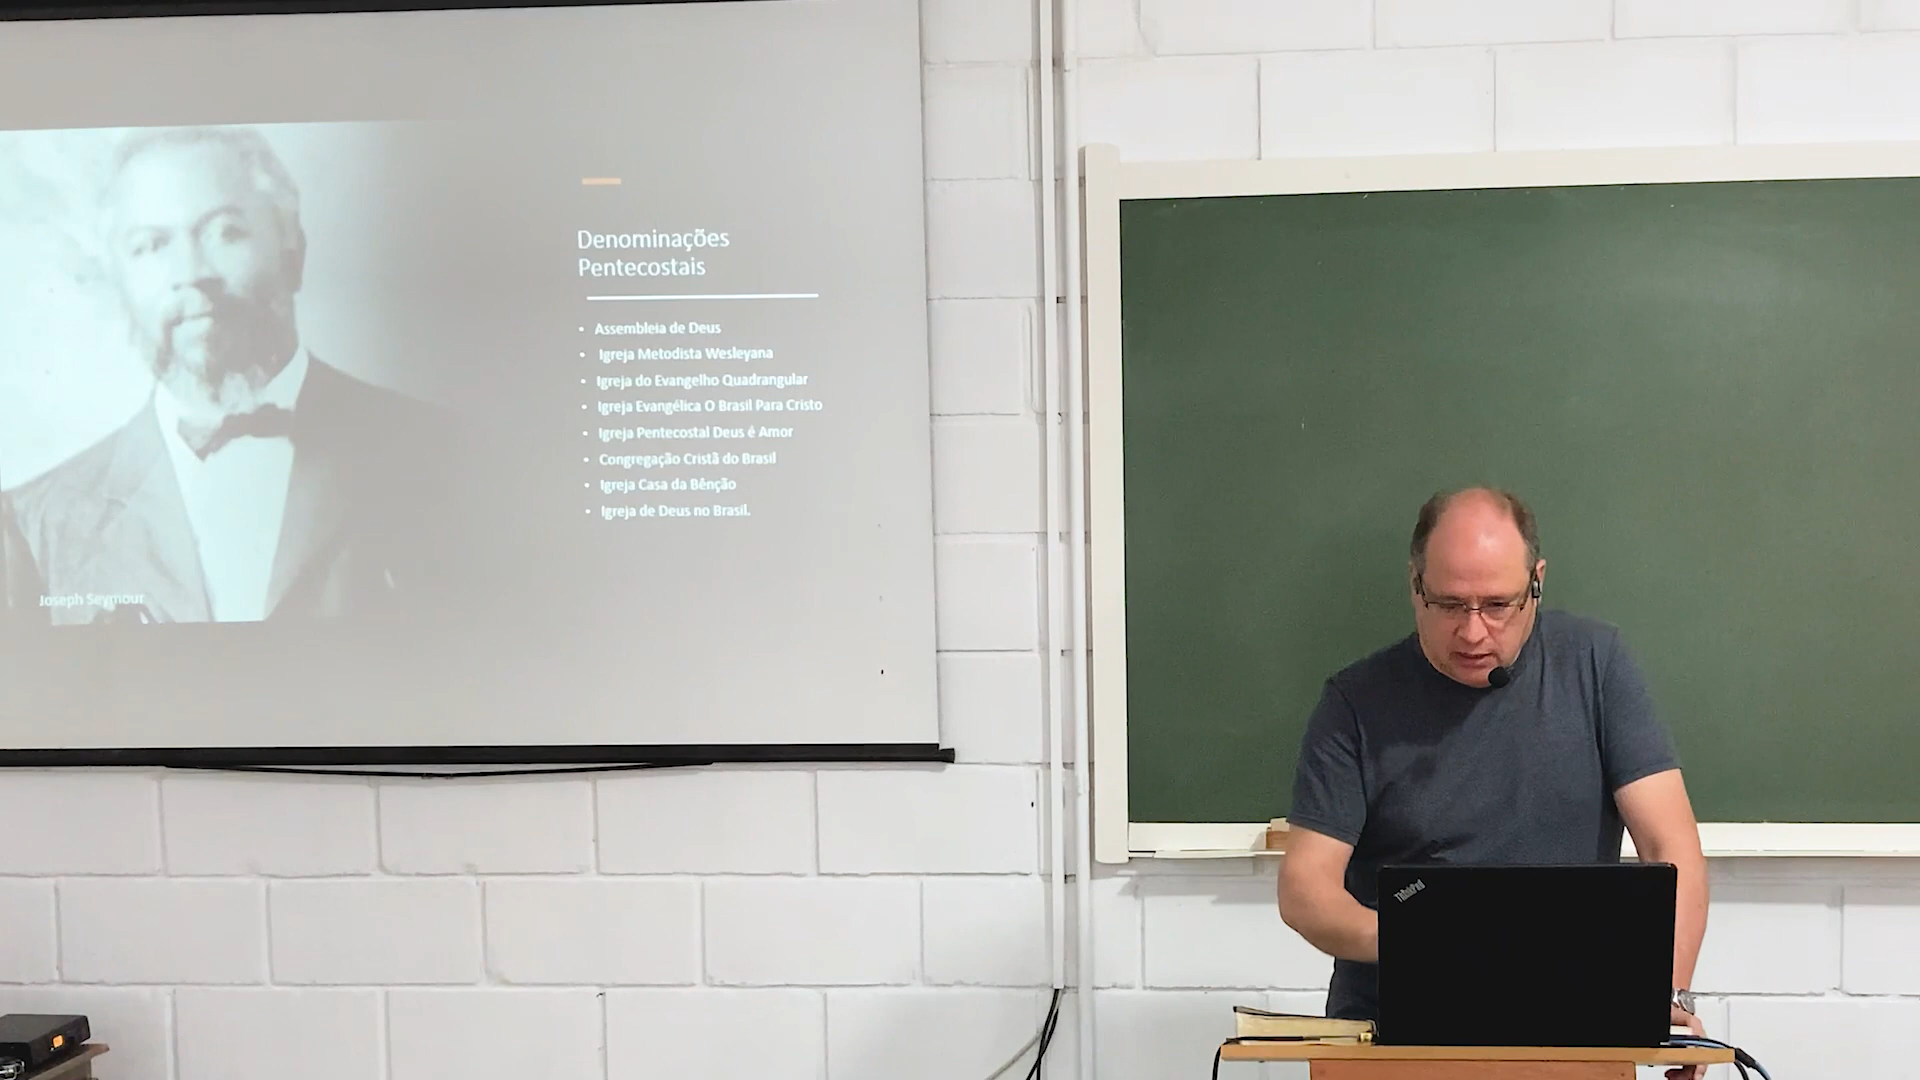 Denominações
Pentecostais
• Assembleia de Deus
• Igreja Metodista Wesleyana
• Igreja do Evangelho Quadrangular
• Igreja Evangélica O Brasil Para Cristo
• Igreja Pentecostal Deus é Amor
• Congregação Cristã do Brasil
• Igreja Casa da Bênção
• Igreja de Deus no Brasil.
Joseph Seymour
ThinkPad